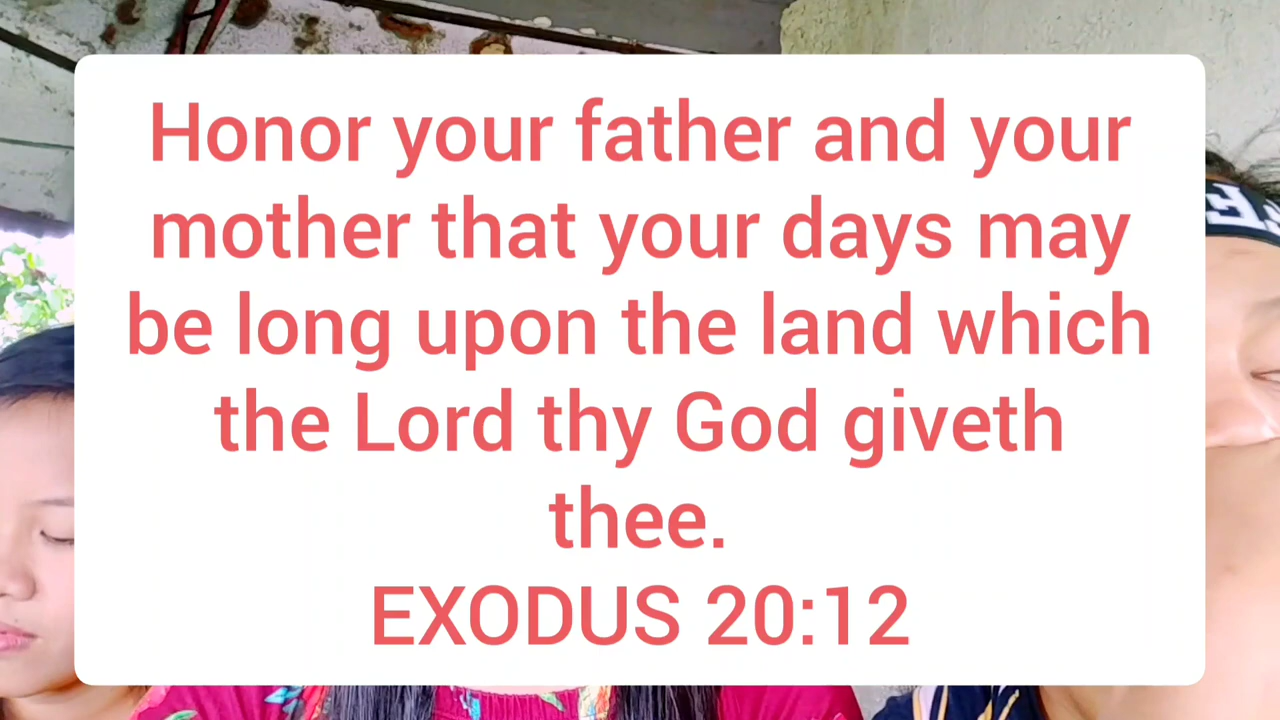 Honor your father and your
mother that your days may
be long upon the land which
the Lord thy God giveth
thee.
EXODUS 20:12